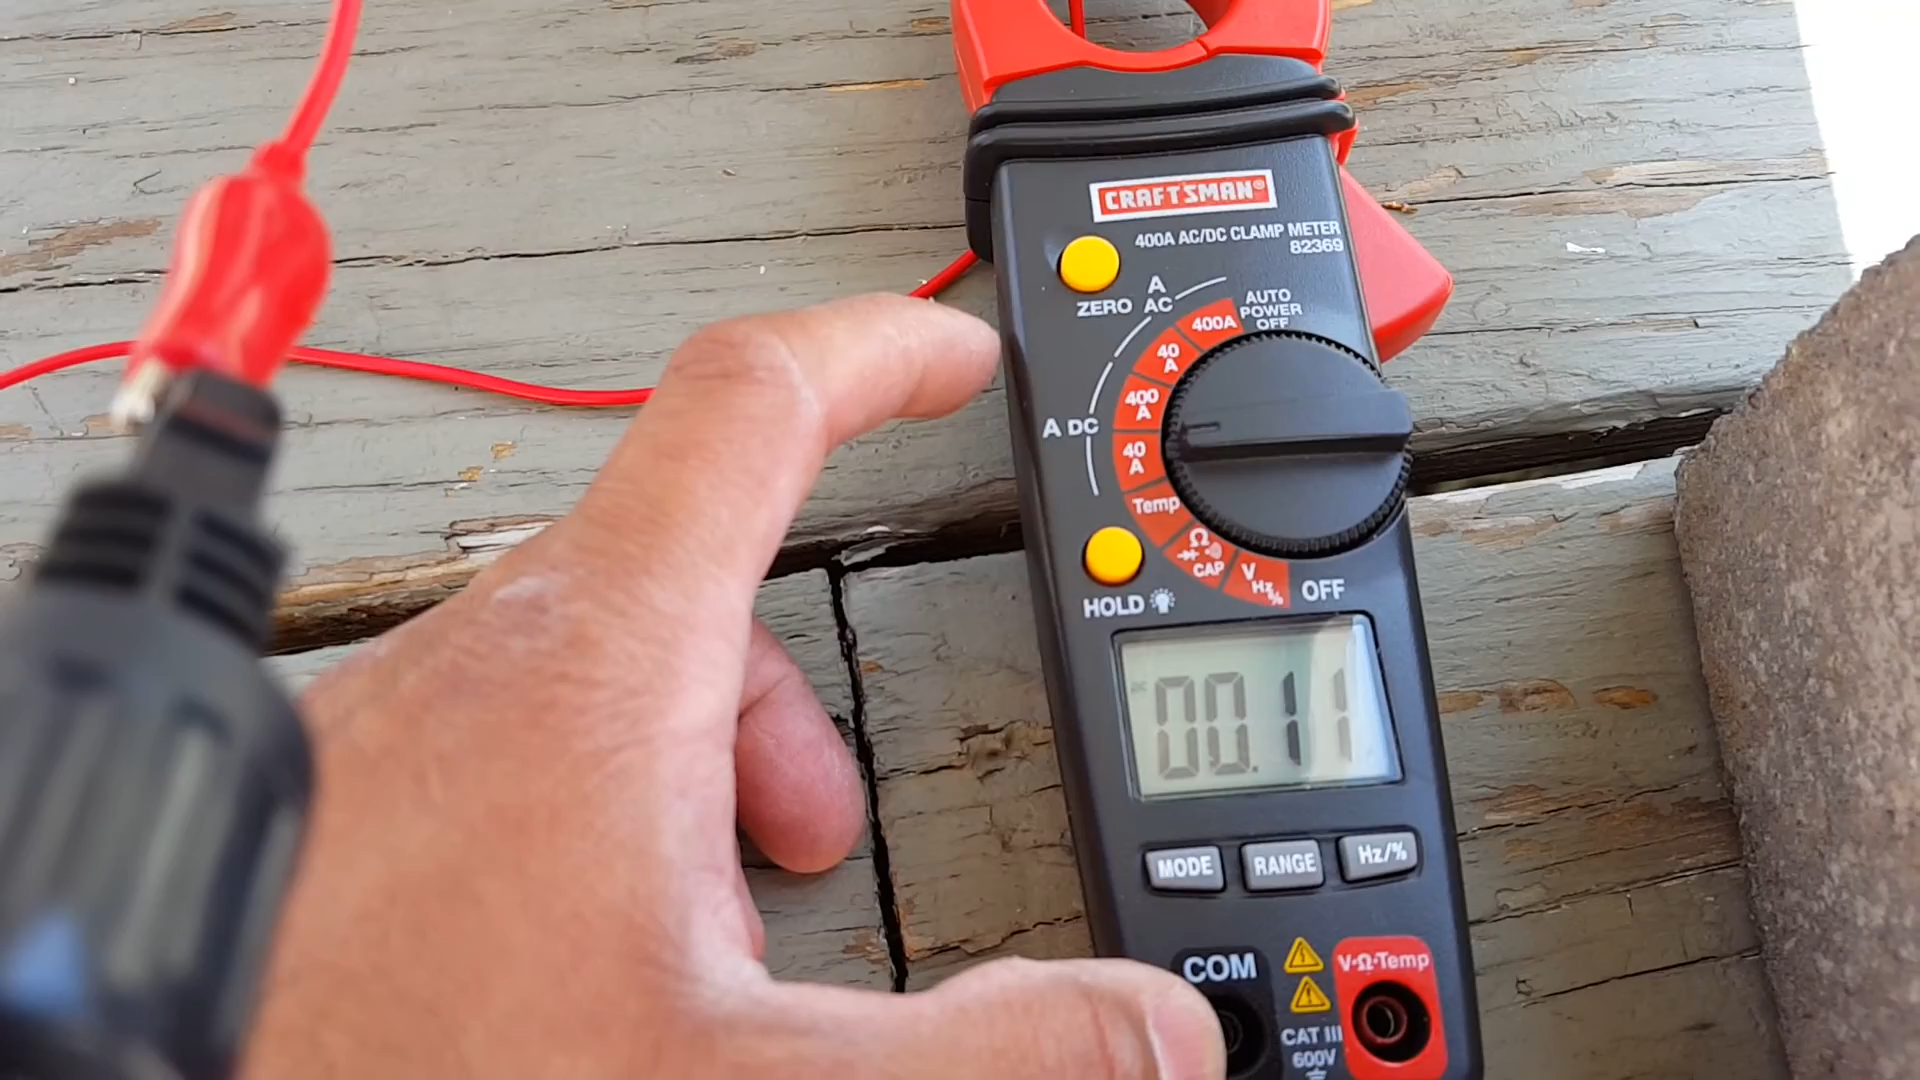 CRAFTSMAN®
400A AC/DC CLAMP METER
82369
ZERO
A
AC
AUTO
POWER
OFF
400A
40
A
400
A
A DC
40
A
Temp
Ω
CAP
V
Hz
%
OFF
HOLD
DC
00.11
MODE
RANGE
Hz/%
COM
V·Ω·Temp
CAT III
600V